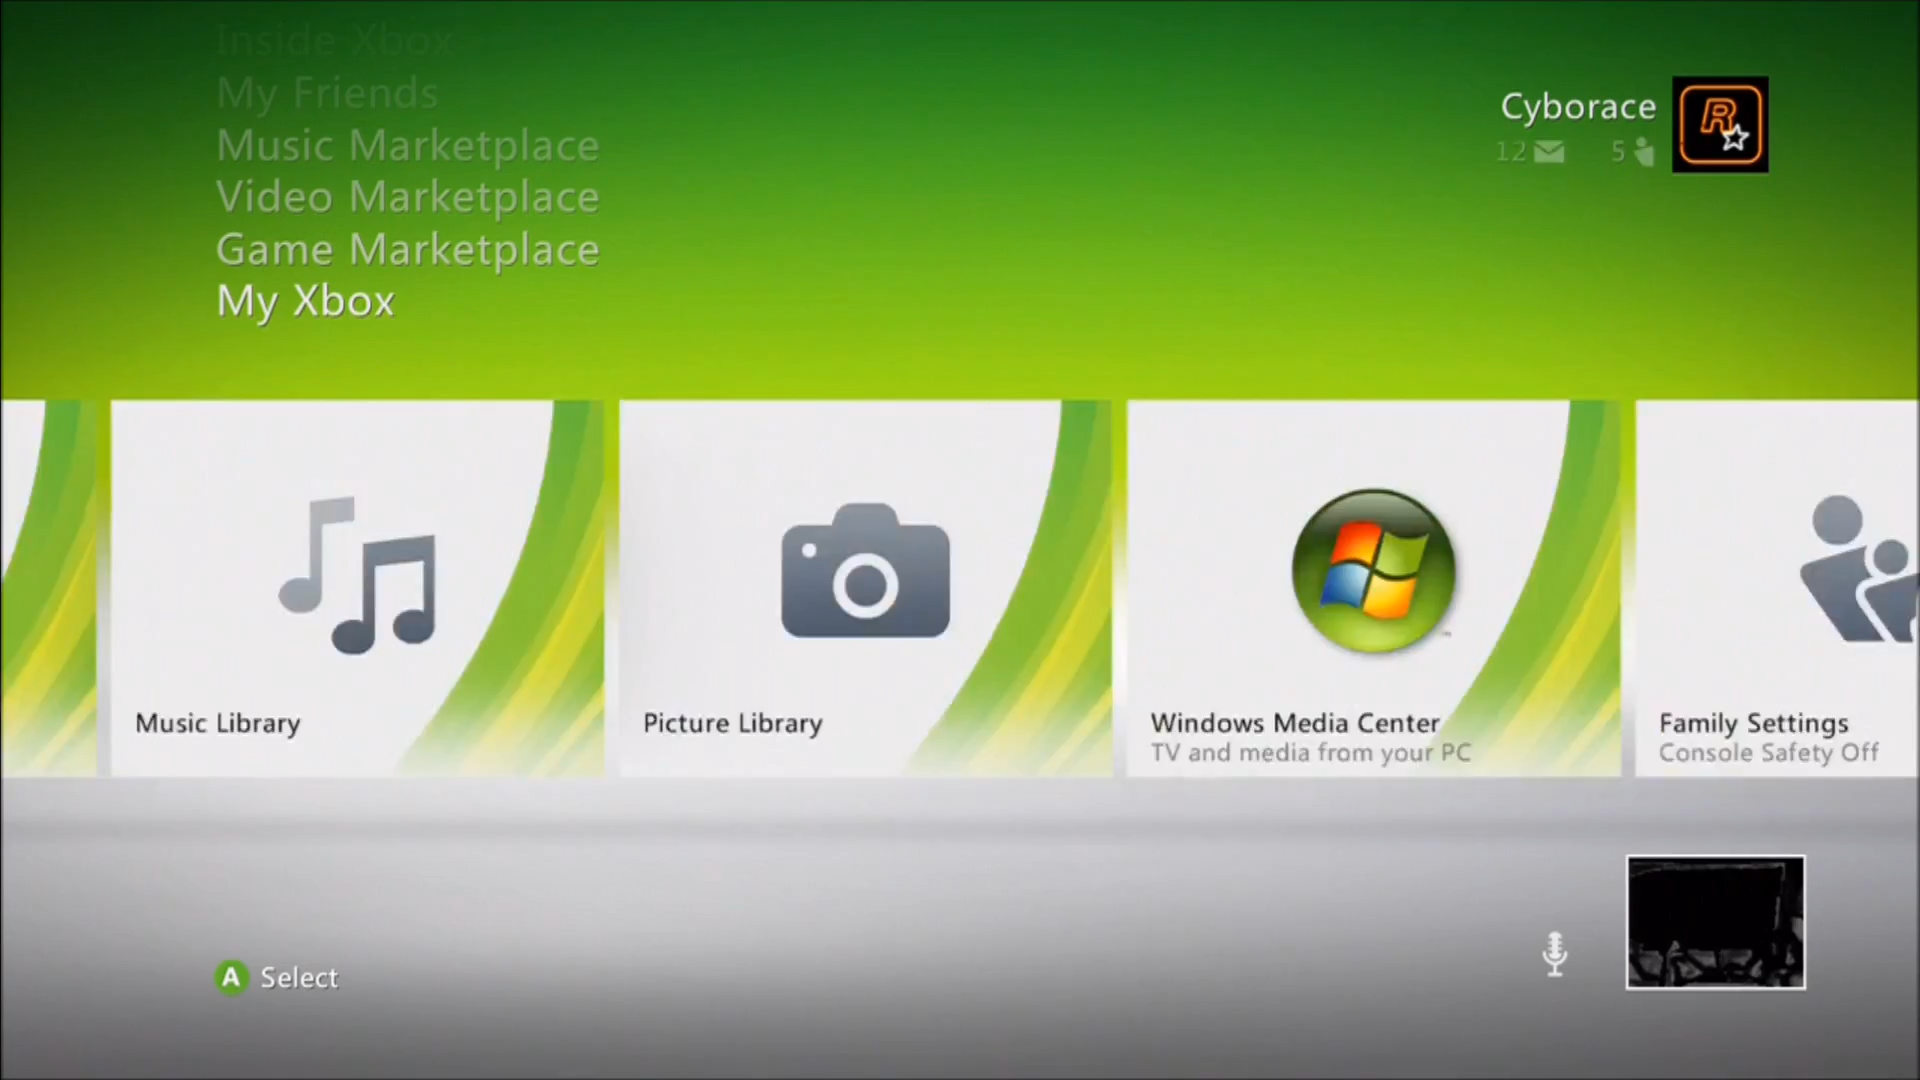 Inside Xbox
My Friends
Music Marketplace
Video Marketplace
Game Marketplace
My Xbox
Cyborace
12
5
R
Music Library
Picture Library
Windows Media Center
TV and media from your PC
™
Family Settings
Console Safety Off
A Select